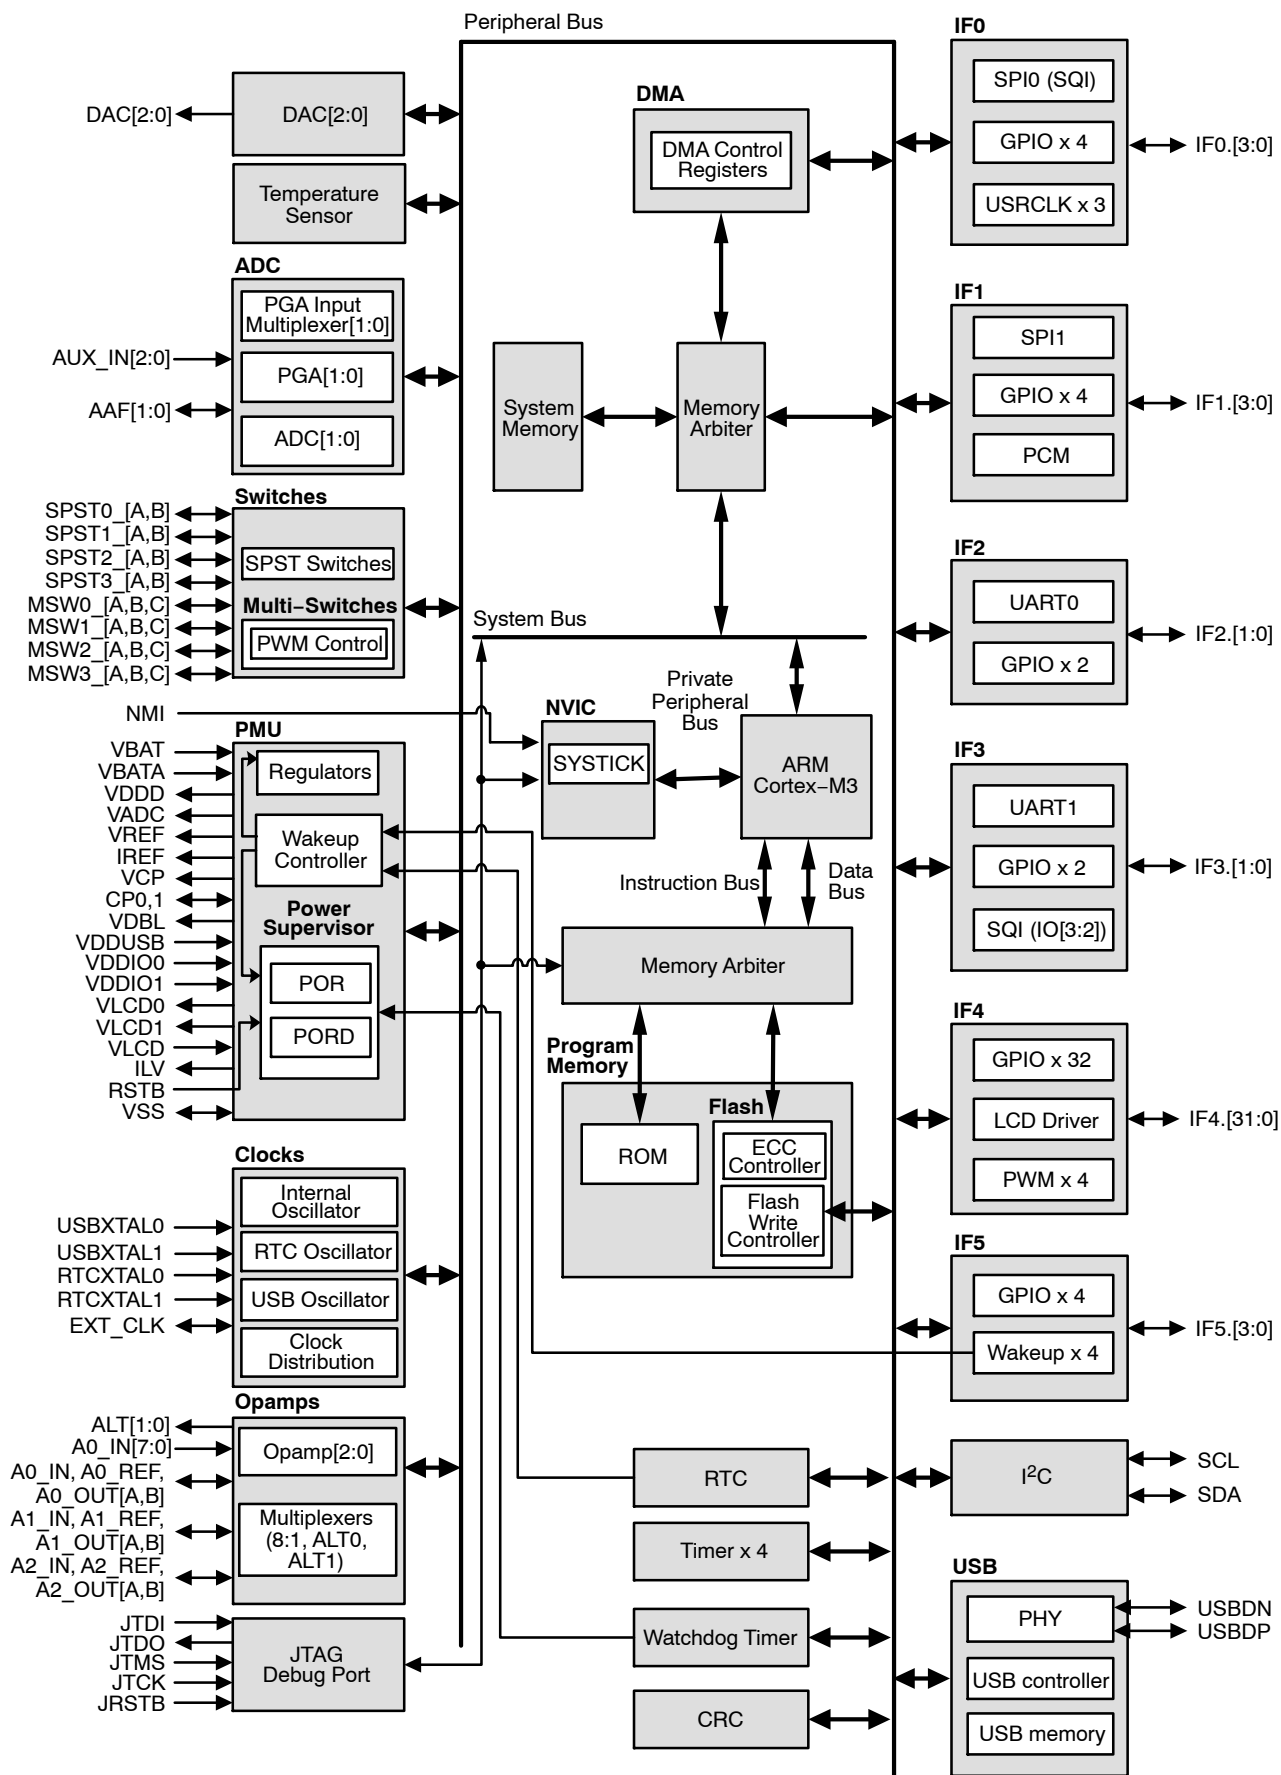 Peripheral Bus
DAC[2:0]
DAC[2:0]
Temperature
Sensor
ADC
PGA Input
Multiplexer[1:0]
AUX_IN[2:0]
PGA[1:0]
AAF[1:0]
ADC[1:0]
Switches
SPST0_[A,B]
SPST1_[A,B]
SPST2_[A,B]
SPST3_[A,B]
MSW0_[A,B,C]
MSW1_[A,B,C]
MSW2_[A,B,C]
MSW3_[A,B,C]
SPST Switches
Multi–Switches
PWM Control
NMI
PMU
VBAT
VBATA
VDDD
VADC
VREF
IREF
VCP
CP0,1
VDBL
VDDUSB
VDDIO0
VDDIO1
VLCD0
VLCD1
VLCD
ILV
RSTB
VSS
Regulators
Wakeup
Controller
Power
Supervisor
POR
PORD
Clocks
Internal
Oscillator
RTC Oscillator
USB Oscillator
Clock
Distribution
USBXTAL0
USBXTAL1
RTCXTAL0
RTCXTAL1
EXT_CLK
Opamps
ALT[1:0]
A0_IN[7:0]
A0_IN, A0_REF,
A0_OUT[A,B]
A1_IN, A1_REF,
A1_OUT[A,B]
A2_IN, A2_REF,
A2_OUT[A,B]
Opamp[2:0]
Multiplexers
(8:1, ALT0,
ALT1)
JTDI
JTDO
JTMS
JTCK
JRSTB
JTAG
Debug Port
DMA
DMA Control
Registers
System
Memory
Memory
Arbiter
System Bus
Private
Peripheral
Bus
NVIC
SYSTICK
ARM
Cortex–M3
Instruction Bus
Data
Bus
Memory Arbiter
Program
Memory
ROM
Flash
ECC
Controller
Flash
Write
Controller
RTC
Timer x 4
Watchdog Timer
CRC
IF0
SPI0 (SQI)
GPIO x 4
USRCLK x 3
IF0.[3:0]
IF1
SPI1
GPIO x 4
PCM
IF1.[3:0]
IF2
UART0
GPIO x 2
IF2.[1:0]
IF3
UART1
GPIO x 2
SQI (IO[3:2])
IF3.[1:0]
IF4
GPIO x 32
LCD Driver
PWM x 4
IF4.[31:0]
IF5
GPIO x 4
Wakeup x 4
IF5.[3:0]
I²C
SCL
SDA
USB
PHY
USB controller
USB memory
USBDN
USBDP